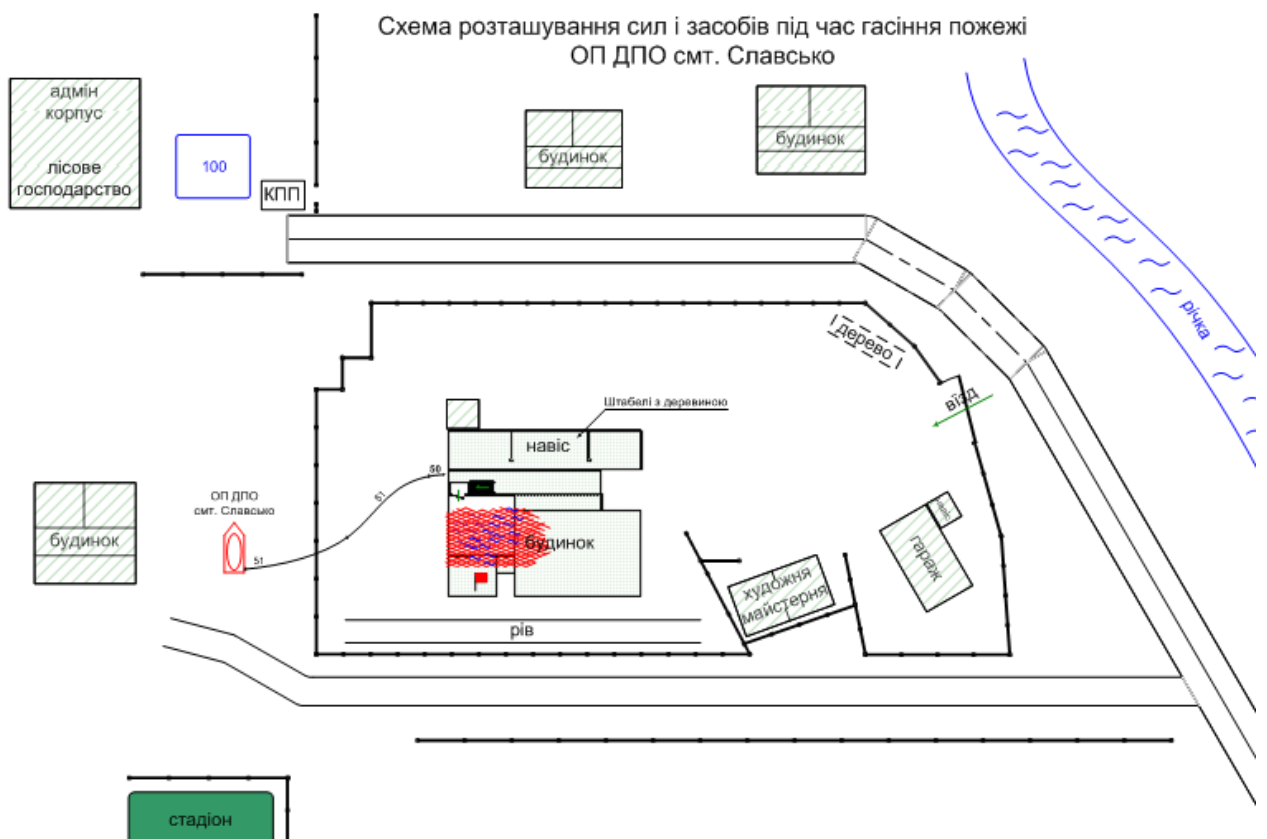 Схема розташування сил і засобів під час гасіння пожежі
ОП ДПО смт. Славсько
адмін
корпус
лісове
господарство
100
КПП
будинок
будинок
річка
дерево
вїзд
Штабелі з деревиною
навіс
50
51
ОП ДПО
смт. Славсько
51
будинок
будинок
навіс
гараж
художня
майстерня
рів
стадіон